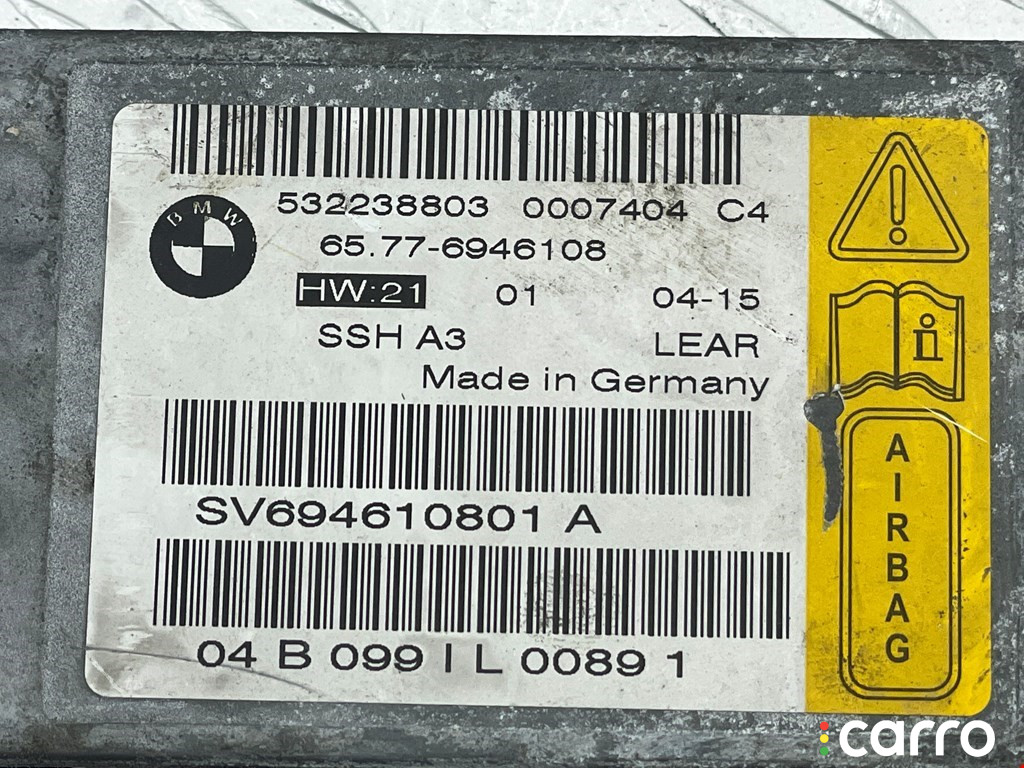 532238803 0007404 C4
BMW
65.77-6946108
HW:21 01 04-15
SSH A3 LEAR
Made in Germany
SV694610801 A
04 B 099 I L 0089 1
i
AIRBAG
carro